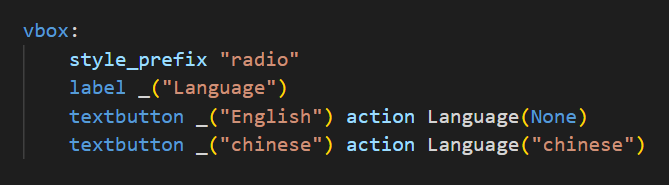 vbox:
    style_prefix "radio"
    label _("Language")
    textbutton _("English") action Language(None)
    textbutton _("chinese") action Language("chinese")